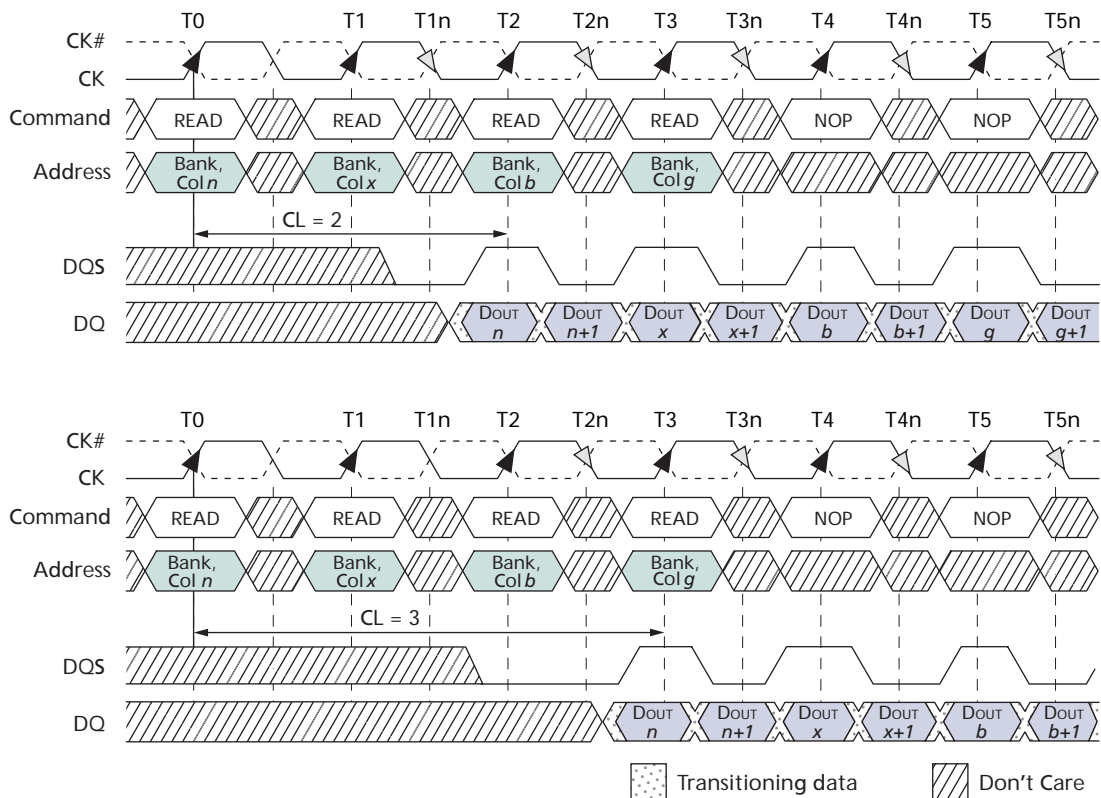 T0 T1 T1n T2 T2n T3 T3n T4 T4n T5 T5n
CK#
CK
Command READ READ READ READ NOP NOP
Address Bank, Col n Bank, Col x Bank, Col b Bank, Col g
CL = 2
DQS
DQ DOUT n DOUT n+1 DOUT x DOUT x+1 DOUT b DOUT b+1 DOUT g DOUT g+1
T0 T1 T1n T2 T2n T3 T3n T4 T4n T5 T5n
CK#
CK
Command READ READ READ READ NOP NOP
Address Bank, Col n Bank, Col x Bank, Col b Bank, Col g
CL = 3
DQS
DQ DOUT n DOUT n+1 DOUT x DOUT x+1 DOUT b DOUT b+1
Transitioning data Don't Care